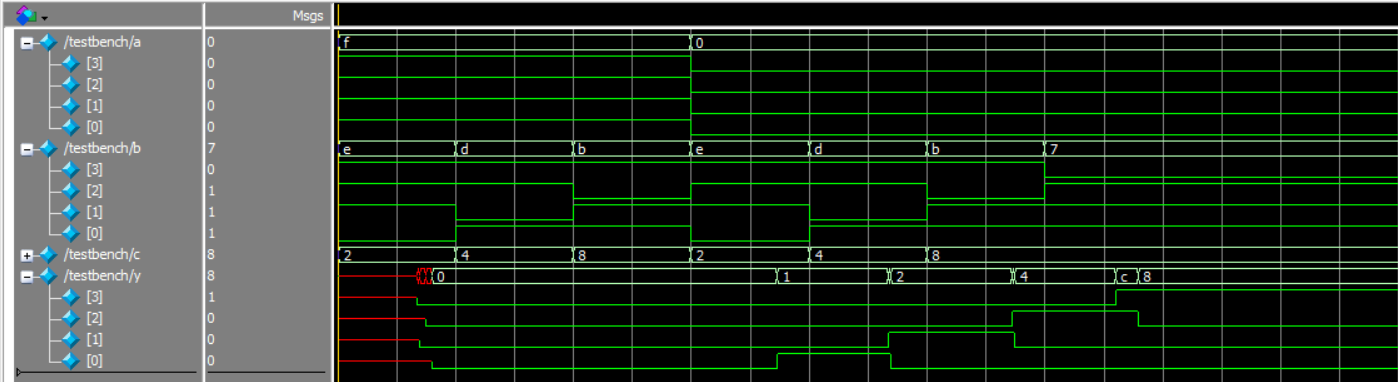 Msgs
/testbench/a 0 f 0
[3] 0
[2] 0
[1] 0
[0] 0
/testbench/b 7 e d b e d b 7
[3] 0
[2] 1
[1] 1
[0] 1
/testbench/c 8 2 4 8 2 4 8
/testbench/y 8 0 1 2 4 c 8
[3] 1
[2] 0
[1] 0
[0] 0